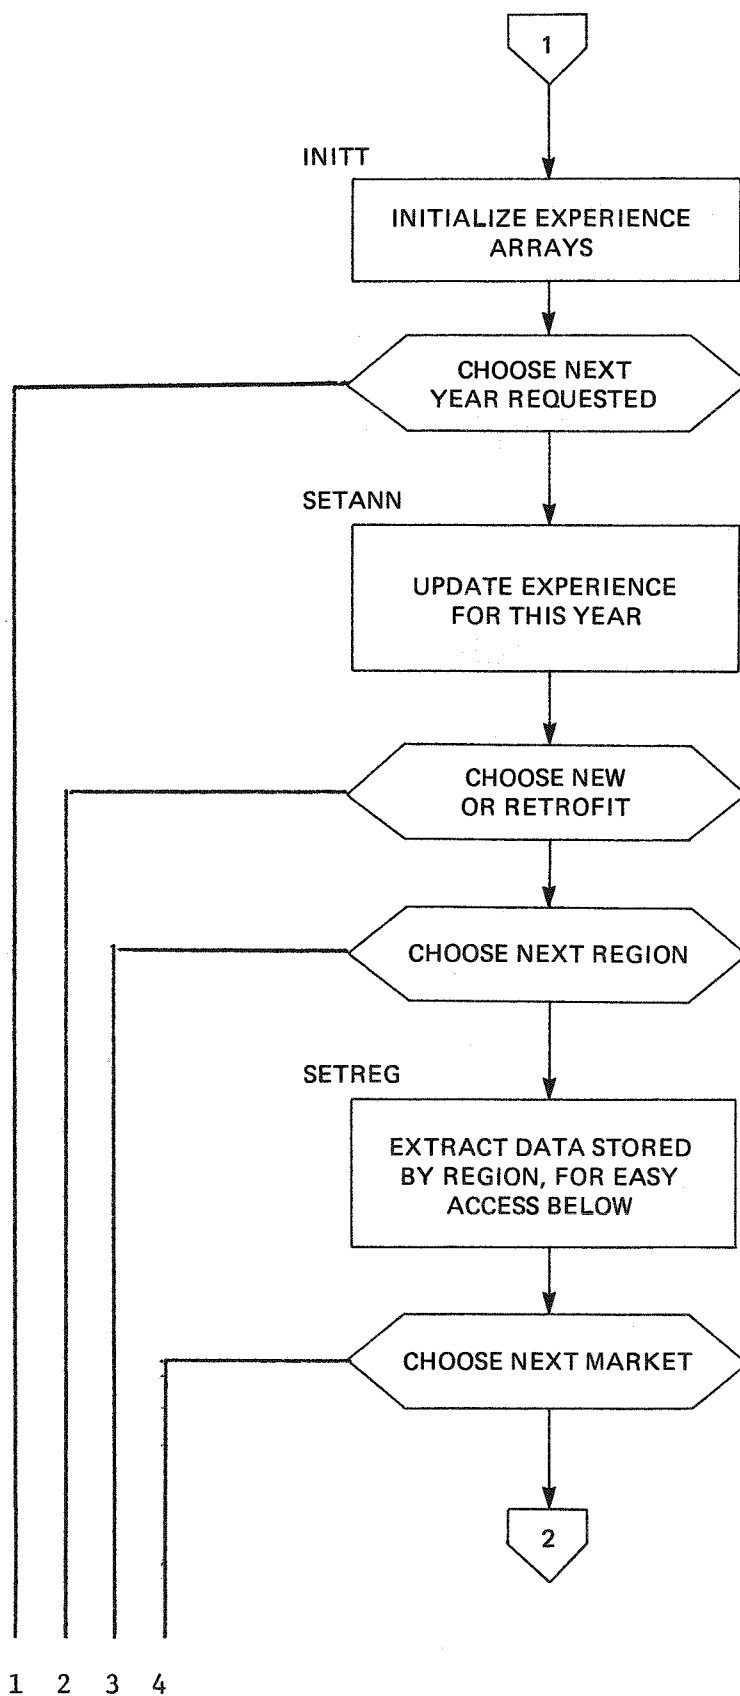 1
INITT
INITIALIZE EXPERIENCE
ARRAYS
CHOOSE NEXT
YEAR REQUESTED
SETANN
UPDATE EXPERIENCE
FOR THIS YEAR
CHOOSE NEW
OR RETROFIT
CHOOSE NEXT REGION
SETREG
EXTRACT DATA STORED
BY REGION, FOR EASY
ACCESS BELOW
CHOOSE NEXT MARKET
2
1 2 3 4